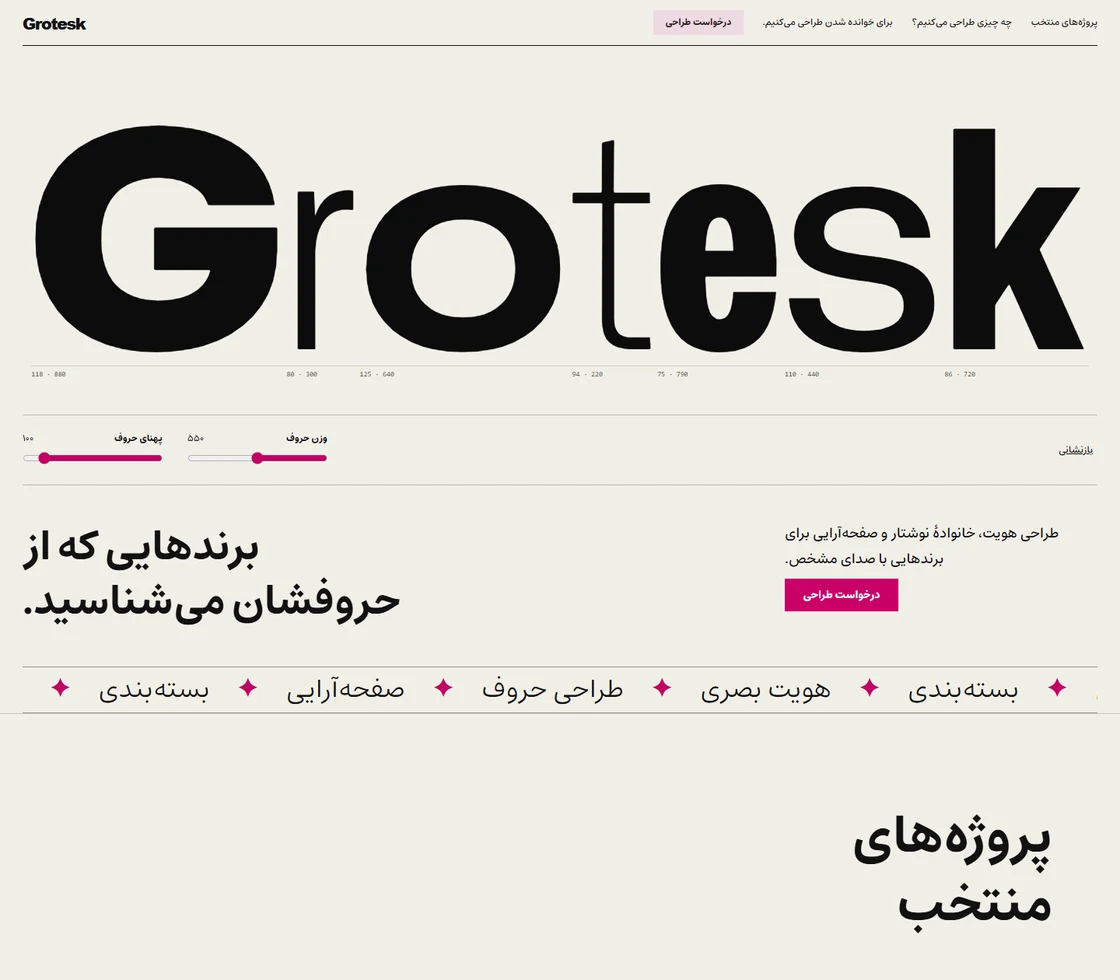 Grotesk
پروژه‌های منتخب
چه چیزی طراحی می‌کنیم؟
برای خوانده شدن طراحی می‌کنیم.
درخواست طراحی
Grotesk
118 · 880
80 · 300
125 · 640
94 · 220
75 · 790
110 · 440
86 · 720
بازنشانی
وزن حروف ۵۵۰
پهنای حروف ۱۰۰
طراحی هویت، خانوادهٔ نوشتار و صفحه‌آرایی برای
برندهایی با صدای مشخص.
درخواست طراحی
برندهایی که از
حروفشان می‌شناسید.
بسته‌بندی
هویت بصری
طراحی حروف
صفحه‌آرایی
بسته‌بندی
پروژه‌های
منتخب